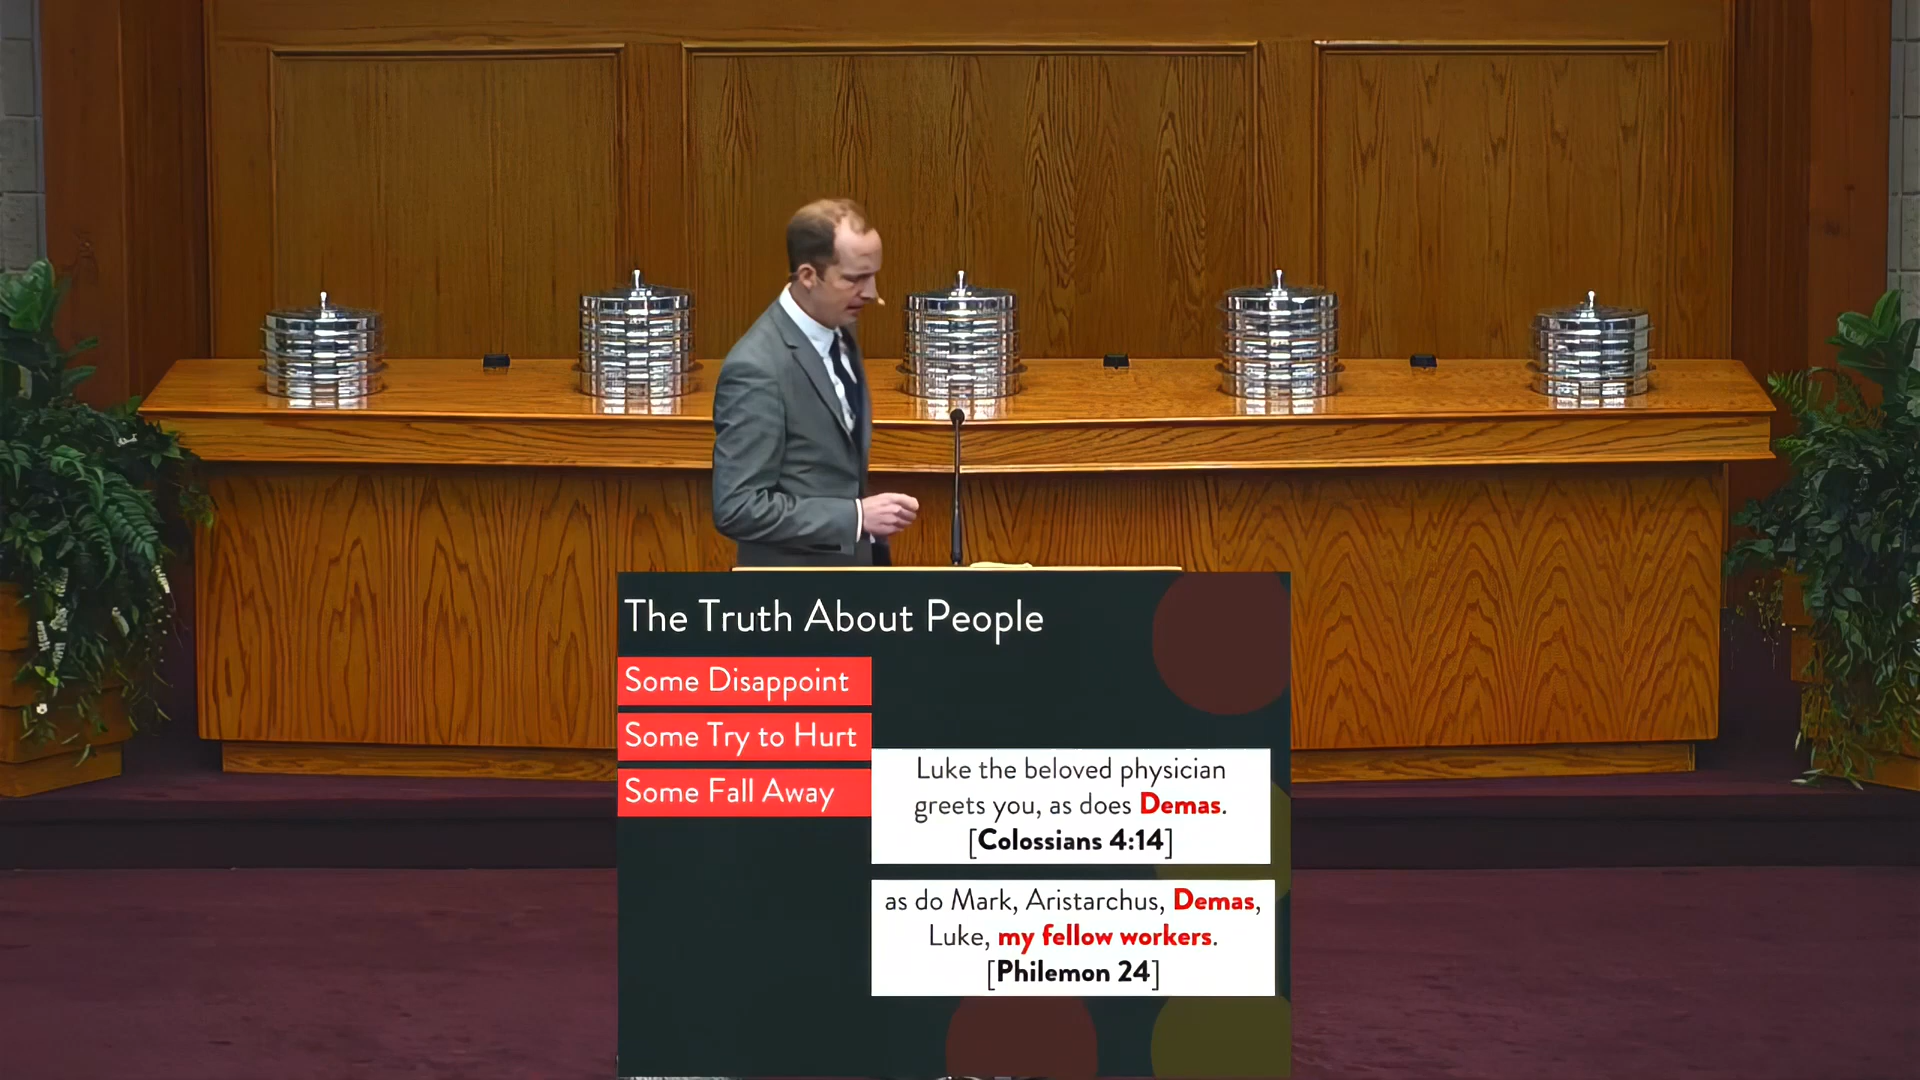 The Truth About People
Some Disappoint
Some Try to Hurt
Some Fall Away
Luke the beloved physician
greets you, as does Demas.
[Colossians 4:14]
as do Mark, Aristarchus, Demas,
Luke, my fellow workers.
[Philemon 24]